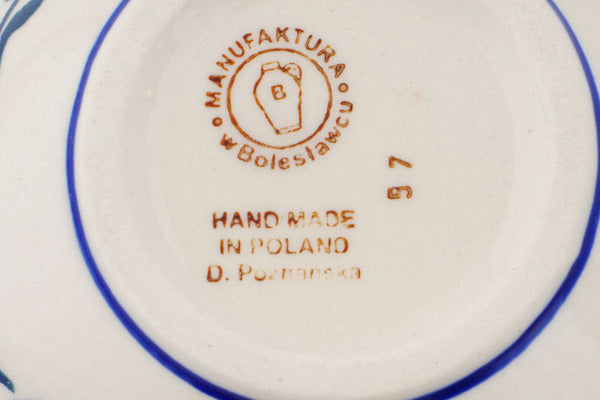 MANUFAKTURA
w Bolesławcu
B
97
HAND MADE
IN POLAND
D. Poznańska